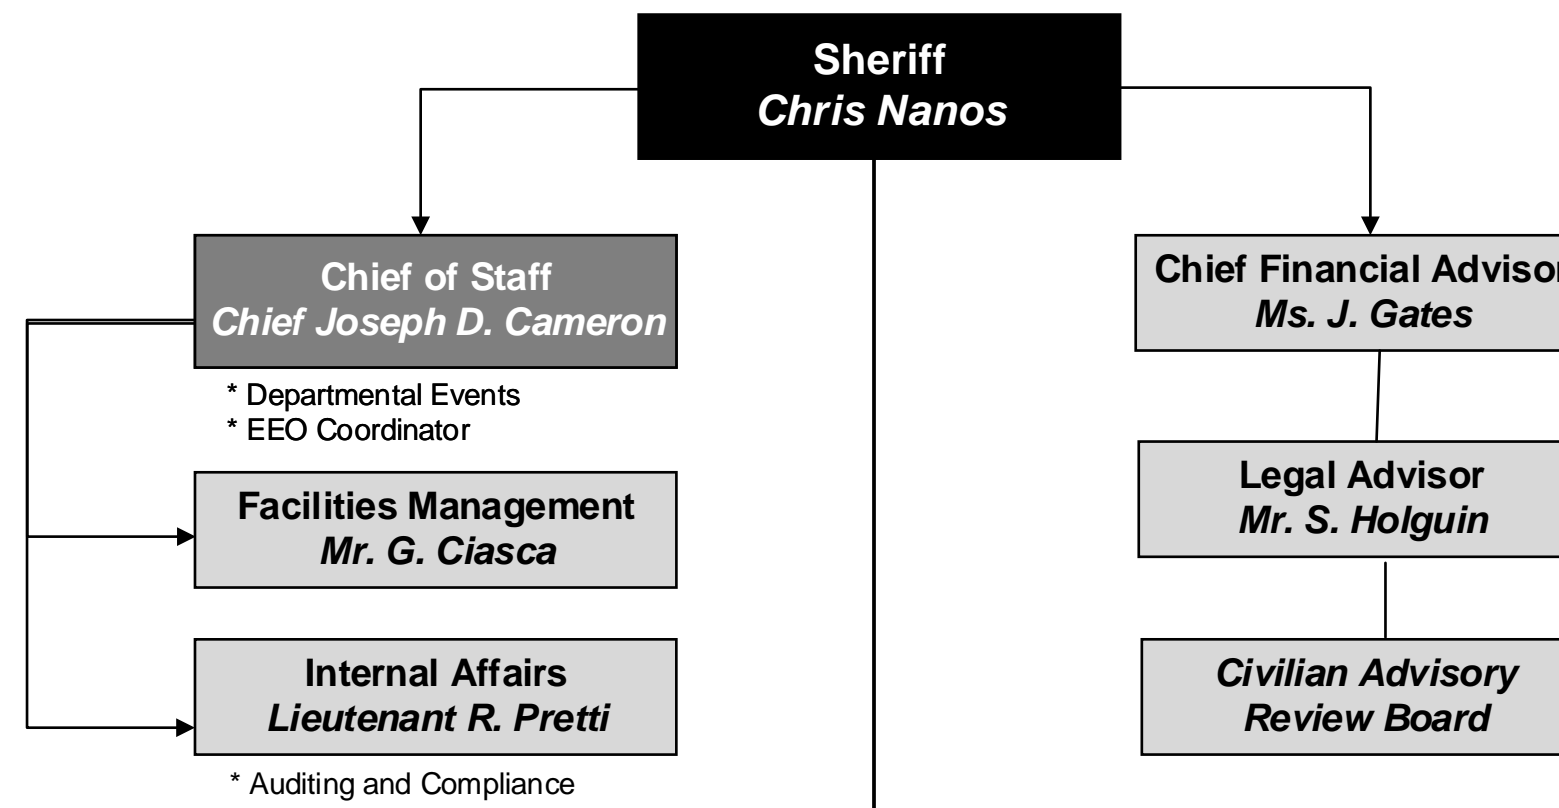 Sheriff
Chris Nanos
Chief of Staff
Chief Joseph D. Cameron
* Departmental Events
* EEO Coordinator
Facilities Management
Mr. G. Ciasca
Internal Affairs
Lieutenant R. Pretti
* Auditing and Compliance
Chief Financial Advisor
Ms. J. Gates
Legal Advisor
Mr. S. Holguin
Civilian Advisory
Review Board